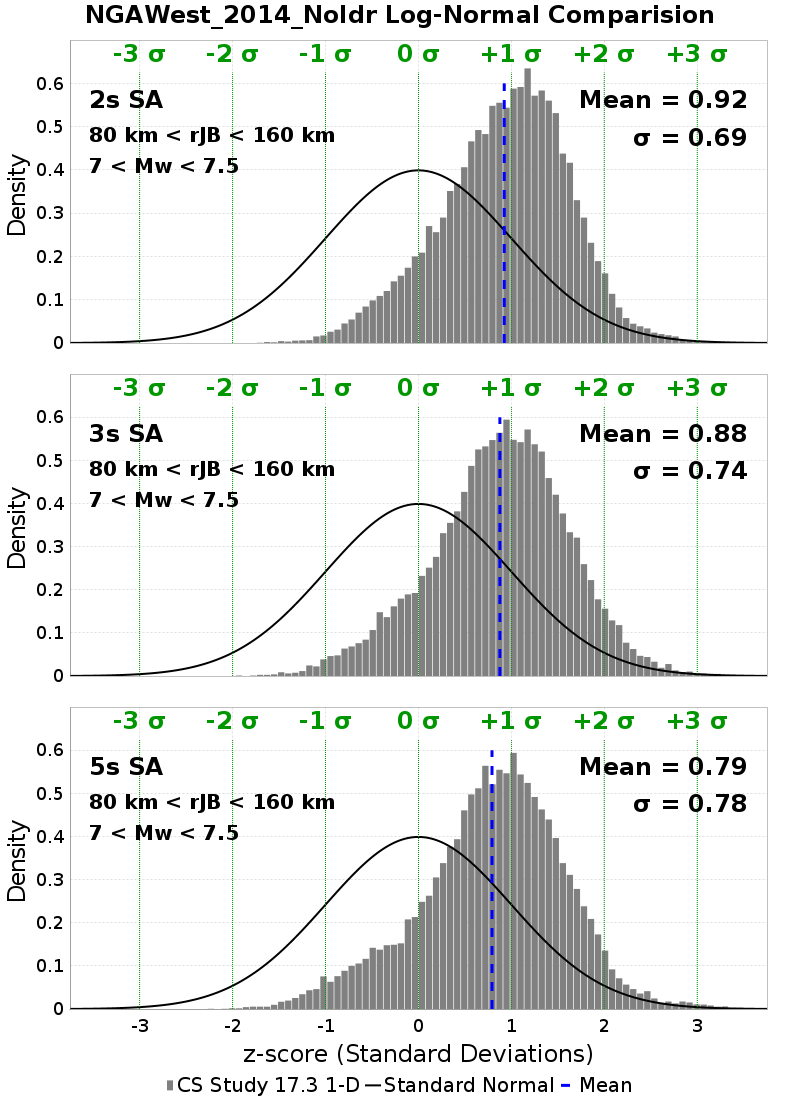 NGAWest_2014_NoIdr Log-Normal Comparision
-3 σ -2 σ -1 σ 0 σ +1 σ +2 σ +3 σ
0.6
2s SA Mean = 0.92
0.5
80 km < rJB < 160 km σ = 0.69
7 < Mw < 7.5
0.4
Density
0.3
0.2
0.1
0
-3 σ -2 σ -1 σ 0 σ +1 σ +2 σ +3 σ
0.6
3s SA Mean = 0.88
0.5
80 km < rJB < 160 km σ = 0.74
7 < Mw < 7.5
0.4
Density
0.3
0.2
0.1
0
-3 σ -2 σ -1 σ 0 σ +1 σ +2 σ +3 σ
0.6
5s SA Mean = 0.79
0.5
80 km < rJB < 160 km σ = 0.78
7 < Mw < 7.5
0.4
Density
0.3
0.2
0.1
0
-3 -2 -1 0 1 2 3
z-score (Standard Deviations)
CS Study 17.3 1-D Standard Normal Mean